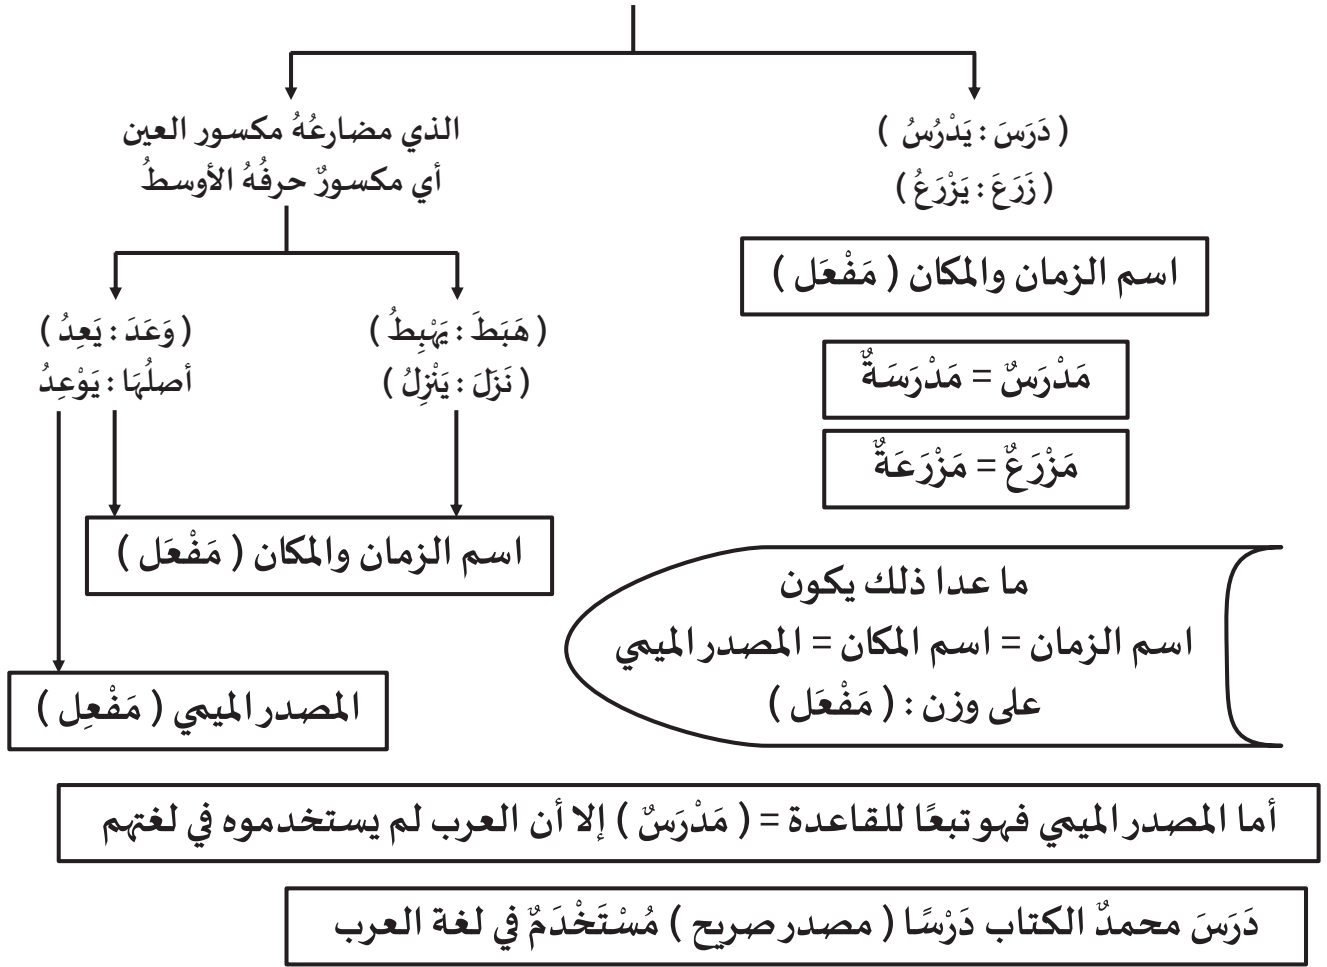 ( دَرَسَ : يَدْرُسُ )
( زَرَعَ : يَزْرَعُ )
اسم الزمان والمكان ( مَفْعَل )
مَدْرَسٌ = مَدْرَسَةٌ
مَزْرَعٌ = مَزْرَعَةٌ
الذي مضارعُهُ مكسور العين
أي مكسورٌ حرفُهُ الأوسطُ
( هَبَطَ : يَهْبِطُ )
( نَزَلَ : يَنْزِلُ )
( وَعَدَ : يَعِدُ )
أصلُهَا : يَوْعِدُ
اسم الزمان والمكان ( مَفْعَل )
المصدر الميمي ( مَفْعِل )
ما عدا ذلك يكون
اسم الزمان = اسم المكان = المصدر الميمي
على وزن : ( مَفْعَل )
أما المصدر الميمي فهو تبعًا للقاعدة = ( مَدْرَسٌ ) إلا أن العرب لم يستخدموه في لغتهم
دَرَسَ محمدٌ الكتاب دَرْسًا ( مصدر صريح ) مُسْتَخْدَمٌ في لغة العرب